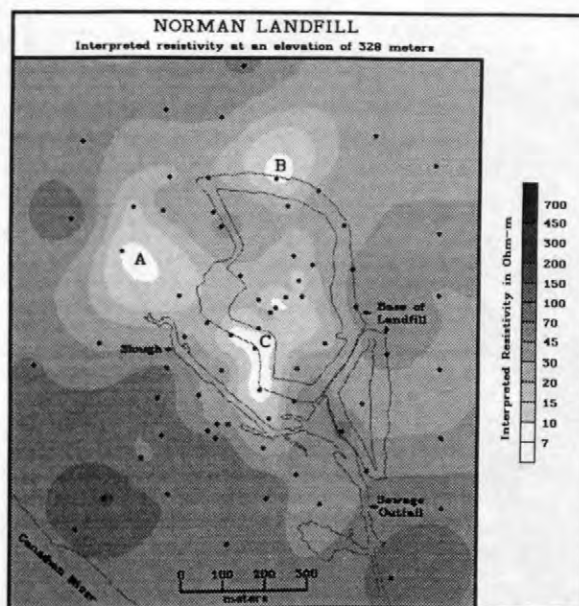 NORMAN LANDFILL
Interpreted resistivity at an elevation of 328 meters
B
A
C
Base of
Landfill
Slough
Sewage
Outfall
Canadian River
0 100 200 300
meters
Interpreted Resistivity in Ohm-m
700
450
300
200
150
100
70
45
30
20
15
10
7